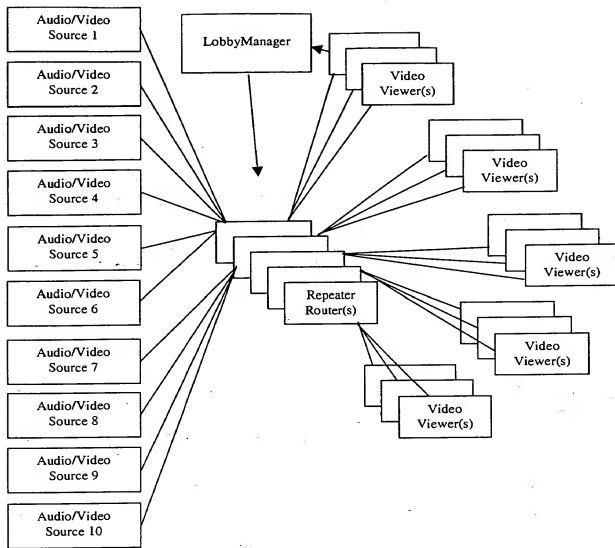 Audio/Video
Source 1
Audio/Video
Source 2
Audio/Video
Source 3
Audio/Video
Source 4
Audio/Video
Source 5
Audio/Video
Source 6
Audio/Video
Source 7
Audio/Video
Source 8
Audio/Video
Source 9
Audio/Video
Source 10
LobbyManager
Video
Viewer(s)
Video
Viewer(s)
Video
Viewer(s)
Video
Viewer(s)
Video
Viewer(s)
Repeater
Router(s)